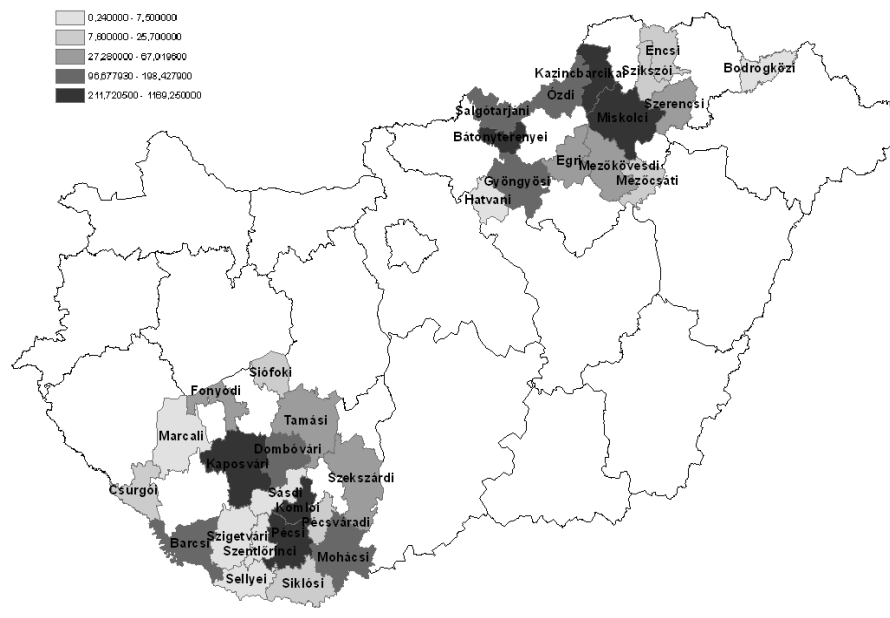 0,240000 - 7,500000
7,600000 - 25,700000
27,280000 - 67,019600
96,677930 - 198,427900
211,720500 - 1169,250000
Encsi
Bodrogközi
Kazincbarcikai
Szikszói
Ózdi
Szerencsi
Salgótarjáni
Miskolci
Bátonyterenyei
Egri
Mezőkövesdi
Gyöngyösi
Mezőcsáti
Hatvani
Siófoki
Fonyódi
Tamási
Marcali
Dombóvári
Kaposvári
Szekszárdi
Csurgói
Sásdi
Komlói
Pécsváradi
Barcsi
Szigetvári
Pécsi
Szentlőrinci
Mohácsi
Sellyei
Siklósi